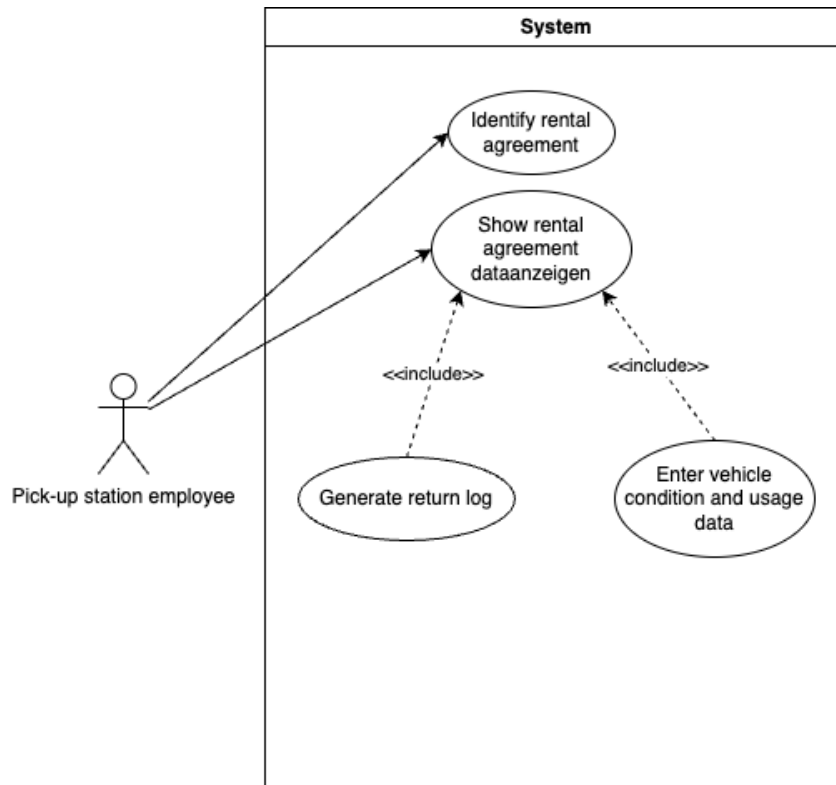 System
Identify rental
agreement
Show rental
agreement
dataanzeigen
<<include>>
<<include>>
Pick-up station employee
Generate return log
Enter vehicle
condition and usage
data